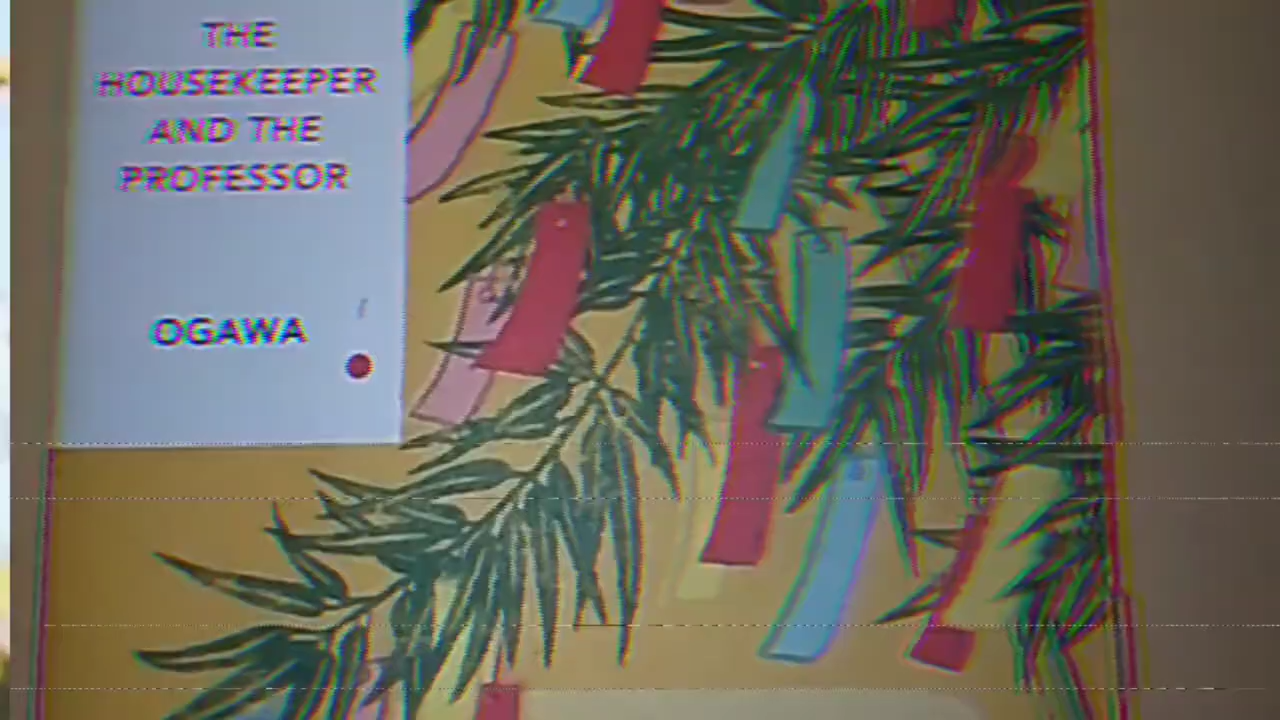 THE
HOUSEKEEPER
AND THE
PROFESSOR
OGAWA